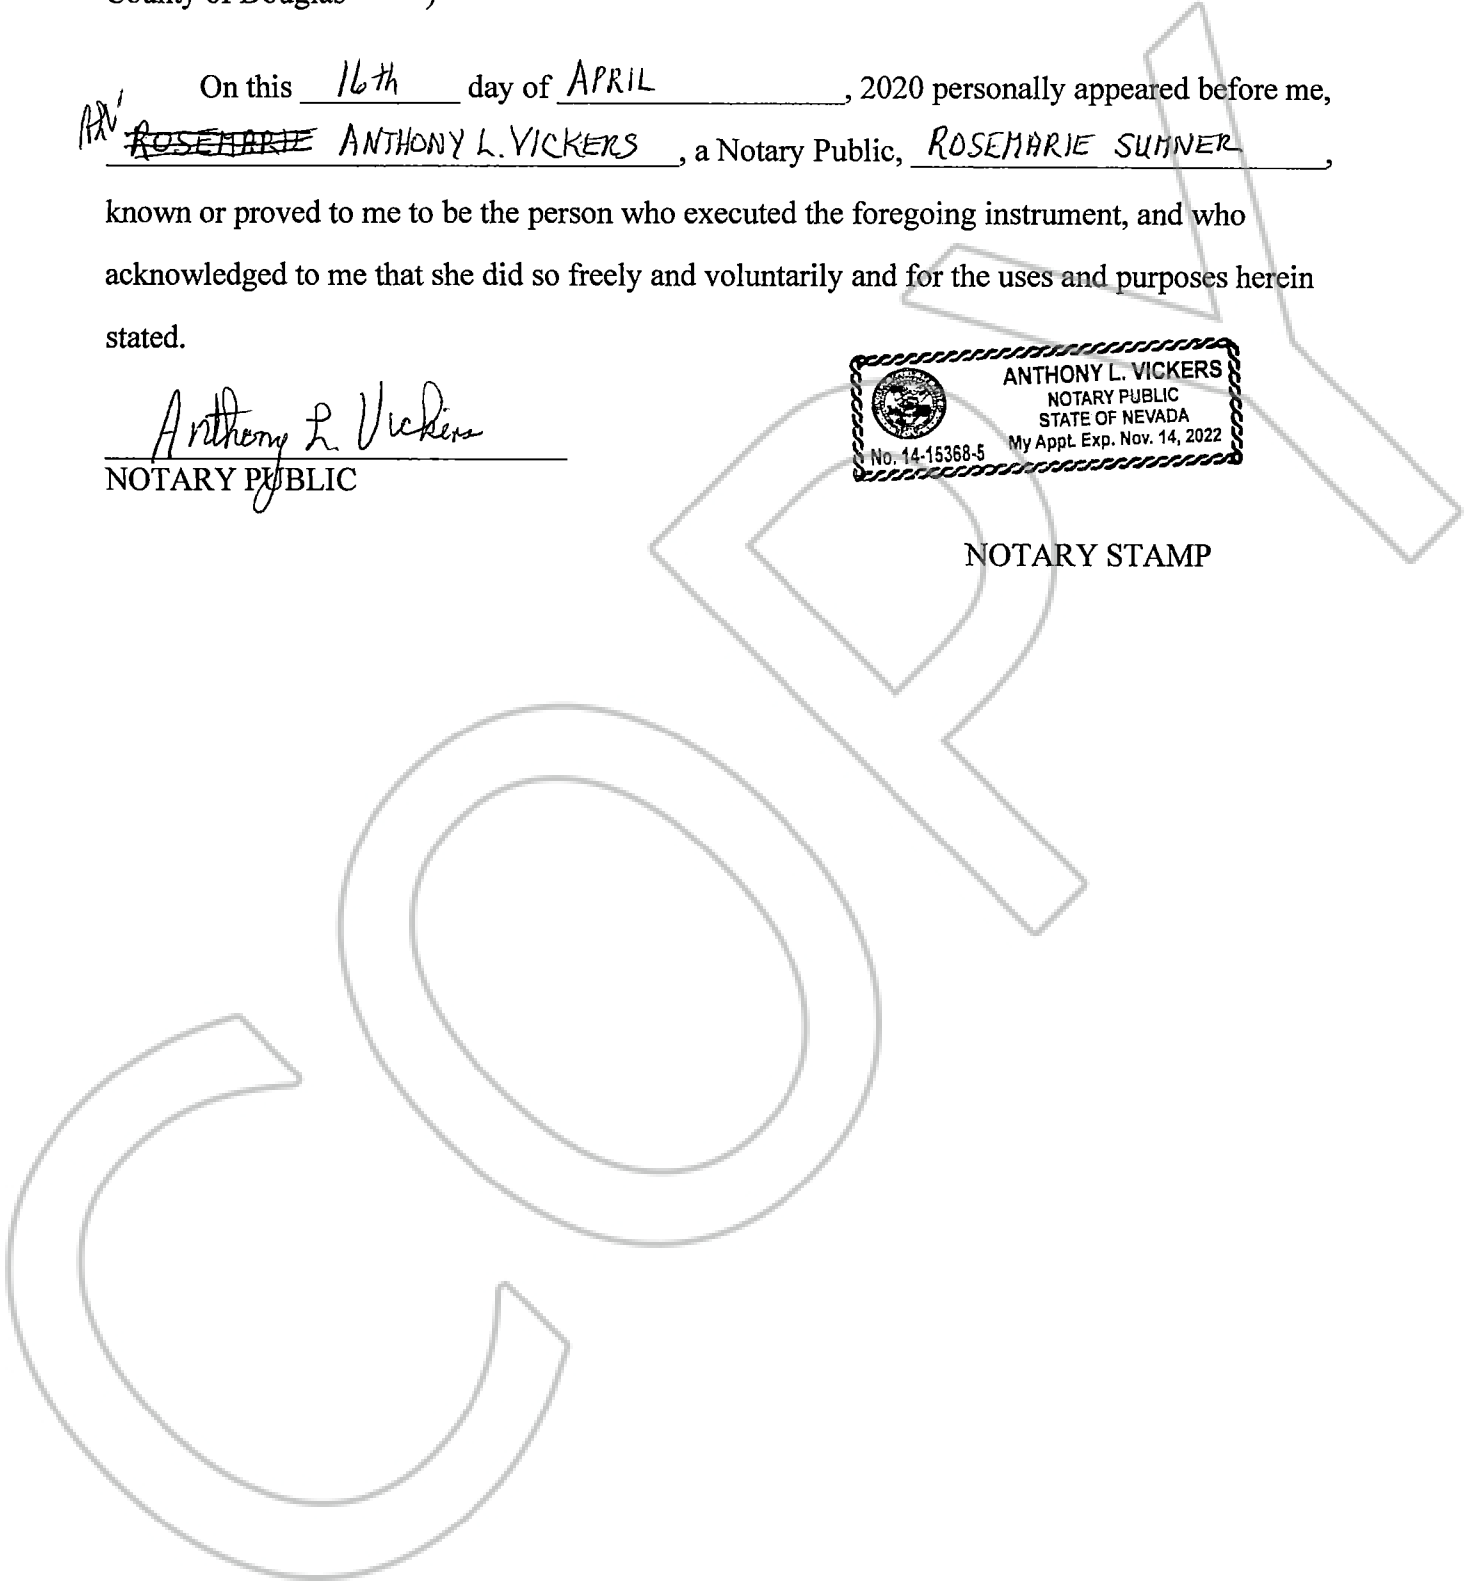 County of Douglas )
On this 16th day of APRIL , 2020 personally appeared before me,
ALV ROSEMARIE ANTHONY L. VICKERS , a Notary Public, ROSEMARIE SUMNER ,
known or proved to me to be the person who executed the foregoing instrument, and who
acknowledged to me that she did so freely and voluntarily and for the uses and purposes herein
stated.
Anthony L Vickers
NOTARY PUBLIC
ANTHONY L. VICKERS
NOTARY PUBLIC
STATE OF NEVADA
My Appt. Exp. Nov. 14, 2022
No. 14-15368-5
NOTARY STAMP
COPY